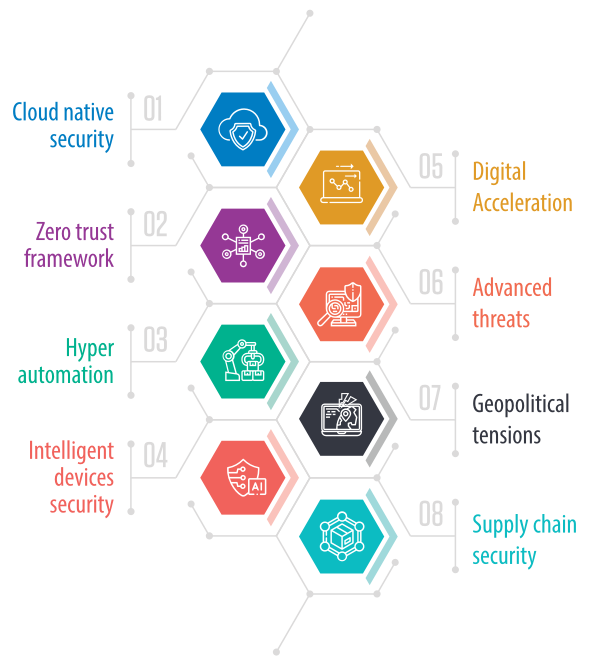 01
Cloud native
security
02
Zero trust
framework
03
Hyper
automation
04
Intelligent
devices
security
AI
05
Digital
Acceleration
06
Advanced
threats
07
Geopolitical
tensions
08
Supply chain
security